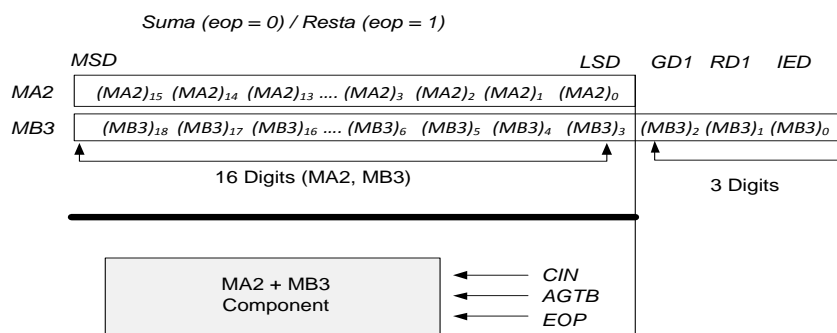 Suma (eop = 0) / Resta (eop = 1)
MSD LSD GD1 RD1 IED
MA2 (MA2)₁₅ (MA2)₁₄ (MA2)₁₃ .... (MA2)₃ (MA2)₂ (MA2)₁ (MA2)₀
MB3 (MB3)₁₈ (MB3)₁₇ (MB3)₁₆ .... (MB3)₆ (MB3)₅ (MB3)₄ (MB3)₃ (MB3)₂ (MB3)₁ (MB3)₀
16 Digits (MA2, MB3) 3 Digits
MA2 + MB3
Component
CIN
AGTB
EOP